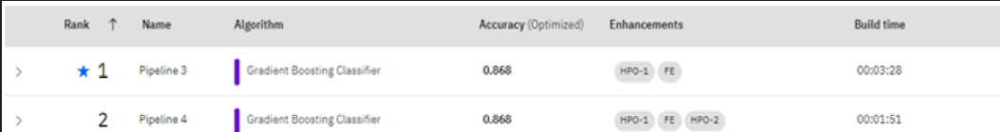 Rank ↑ Name Algorithm Accuracy (Optimized) Enhancements Build time
★ 1 Pipeline 3 Gradient Boosting Classifier 0.868 HPO-1 FE 00:03:28
2 Pipeline 4 Gradient Boosting Classifier 0.868 HPO-1 FE HPO-2 00:01:51